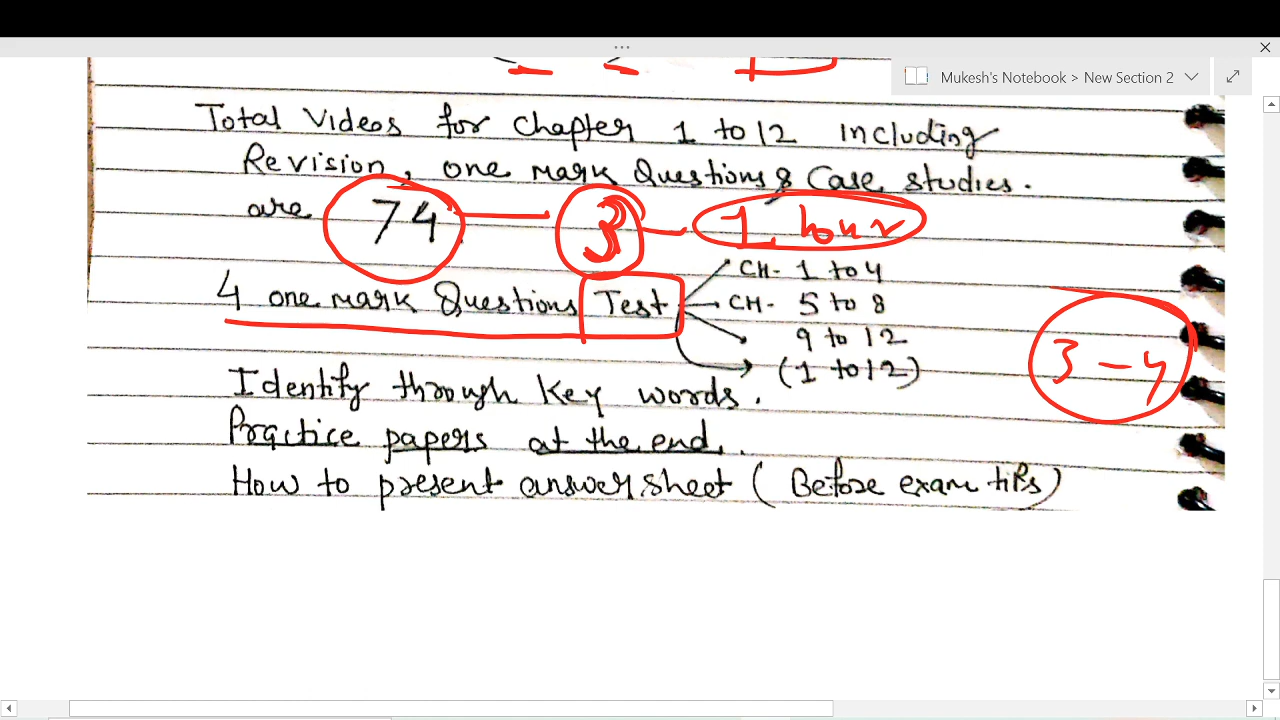 Mukesh's Notebook > New Section 2
Total Videos for Chapter 1 to 12 including
Revision, one mark Questions & Case studies.
are 74 — 3 — 1 hour
4 one mark Questions Test
CH- 1 to 4
CH- 5 to 8
9 to 12
(1 to 12)
3 - 4
Identify through Key words.
Practice papers at the end.
How to present answer sheet (Before exam tips)